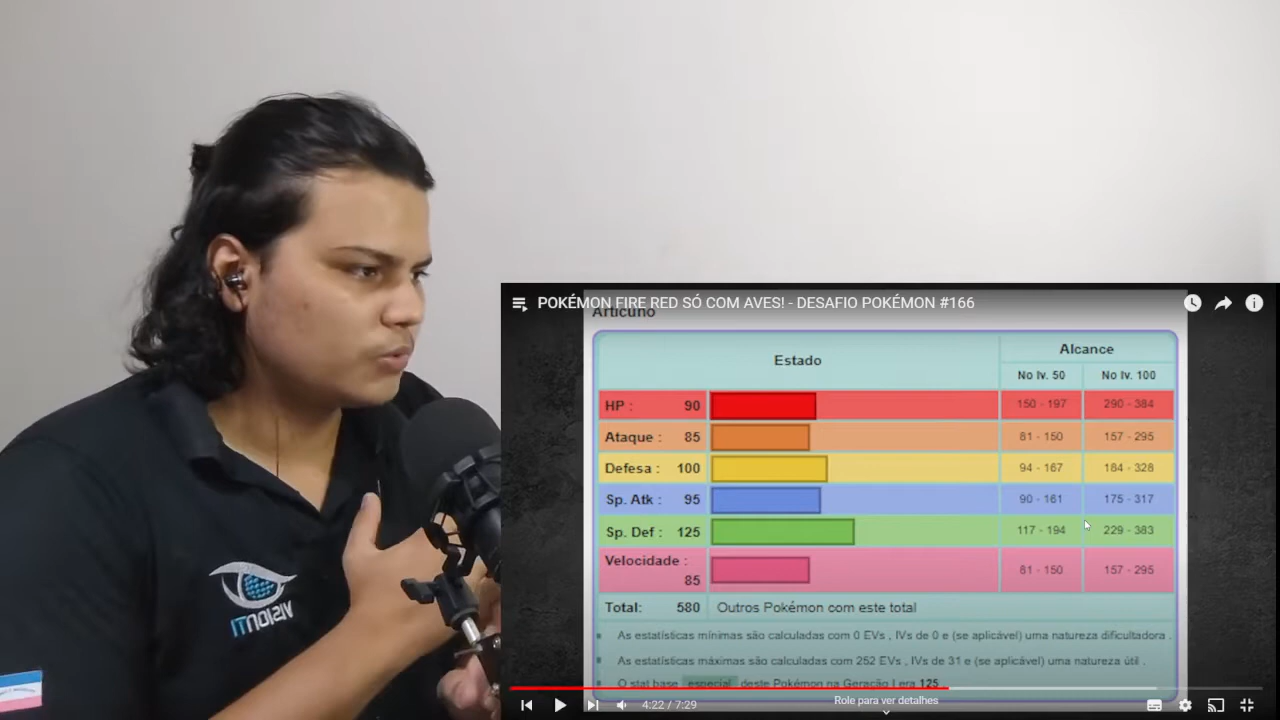 POKÉMON FIRE RED SÓ COM AVES! - DESAFIO POKÉMON #166
Articuno
Estado
Alcance
No lv. 50
No lv. 100
HP : 90 150 - 197 290 - 384
Ataque : 85 81 - 150 157 - 295
Defesa : 100 94 - 167 184 - 328
Sp. Atk : 95 90 - 161 175 - 317
Sp. Def : 125 117 - 194 229 - 383
Velocidade :
85 81 - 150 157 - 295
Total: 580 Outros Pokémon com este total
As estatísticas mínimas são calculadas com 0 EVs , IVs de 0 e (se aplicável) uma natureza dificultadora .
As estatísticas máximas são calculadas com 252 EVs , IVs de 31 e (se aplicável) uma natureza útil .
O stat base especial deste Pokémon na Geração I era 125 .
4:22 / 7:29
Role para ver detalhes
VISIONTI